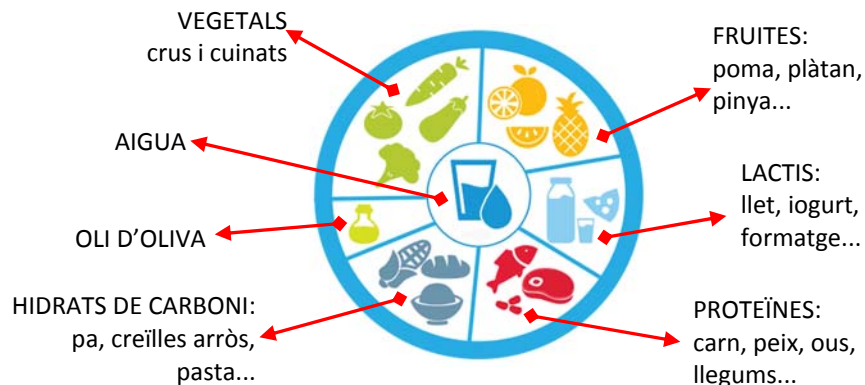 VEGETALS
crus i cuinats
AIGUA
OLI D’OLIVA
HIDRATS DE CARBONI:
pa, creïlles arròs,
pasta...
FRUITES:
poma, plàtan,
pinya...
LACTIS:
llet, iogurt,
formatge...
PROTEÏNES:
carn, peix, ous,
llegums...